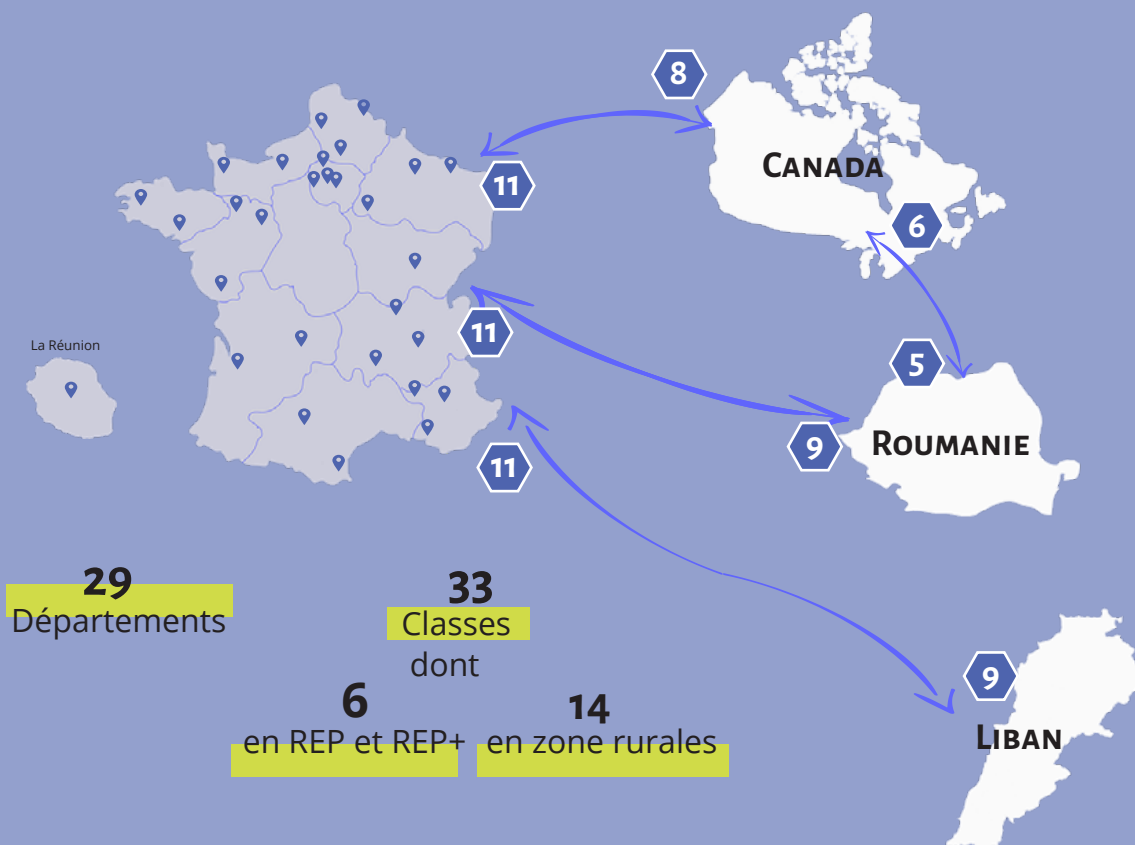 8
CANADA
11
6
11
La Réunion
5
ROUMANIE
9
11
29
Départements
33
Classes
dont
6
en REP et REP+
14
en zone rurales
9
LIBAN